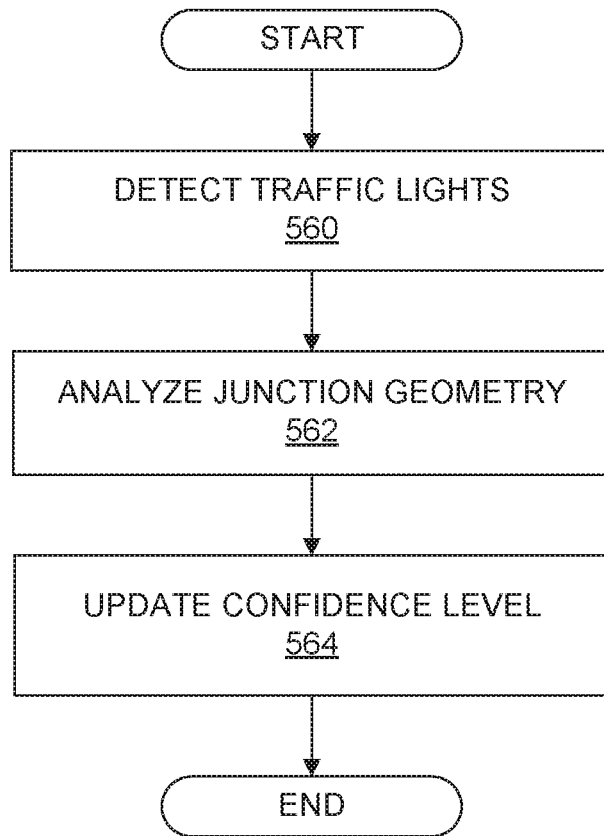 START
DETECT TRAFFIC LIGHTS
560
ANALYZE JUNCTION GEOMETRY
562
UPDATE CONFIDENCE LEVEL
564
END